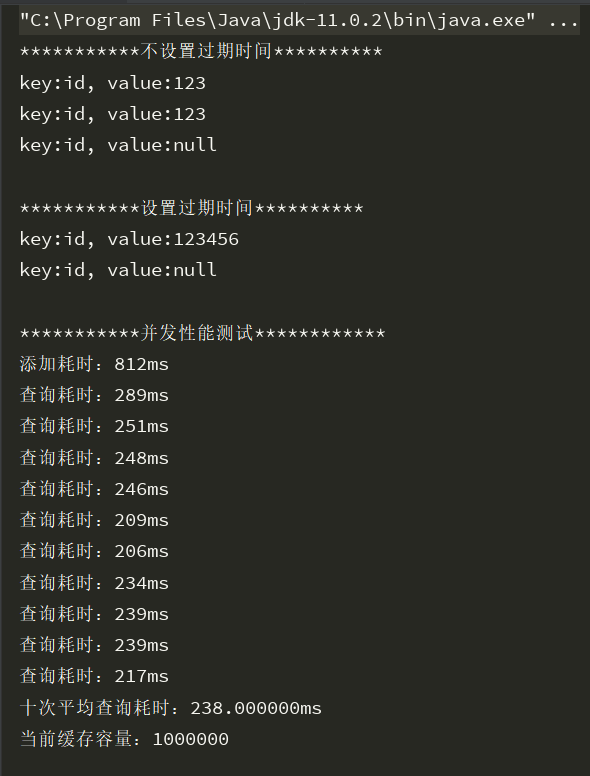 "C:\Program Files\Java\jdk-11.0.2\bin\java.exe" ...
***********不设置过期时间**********
key:id, value:123
key:id, value:123
key:id, value:null
***********设置过期时间**********
key:id, value:123456
key:id, value:null
***********并发性能测试************
添加耗时：812ms
查询耗时：289ms
查询耗时：251ms
查询耗时：248ms
查询耗时：246ms
查询耗时：209ms
查询耗时：206ms
查询耗时：234ms
查询耗时：239ms
查询耗时：239ms
查询耗时：217ms
十次平均查询耗时：238.000000ms
当前缓存容量：1000000